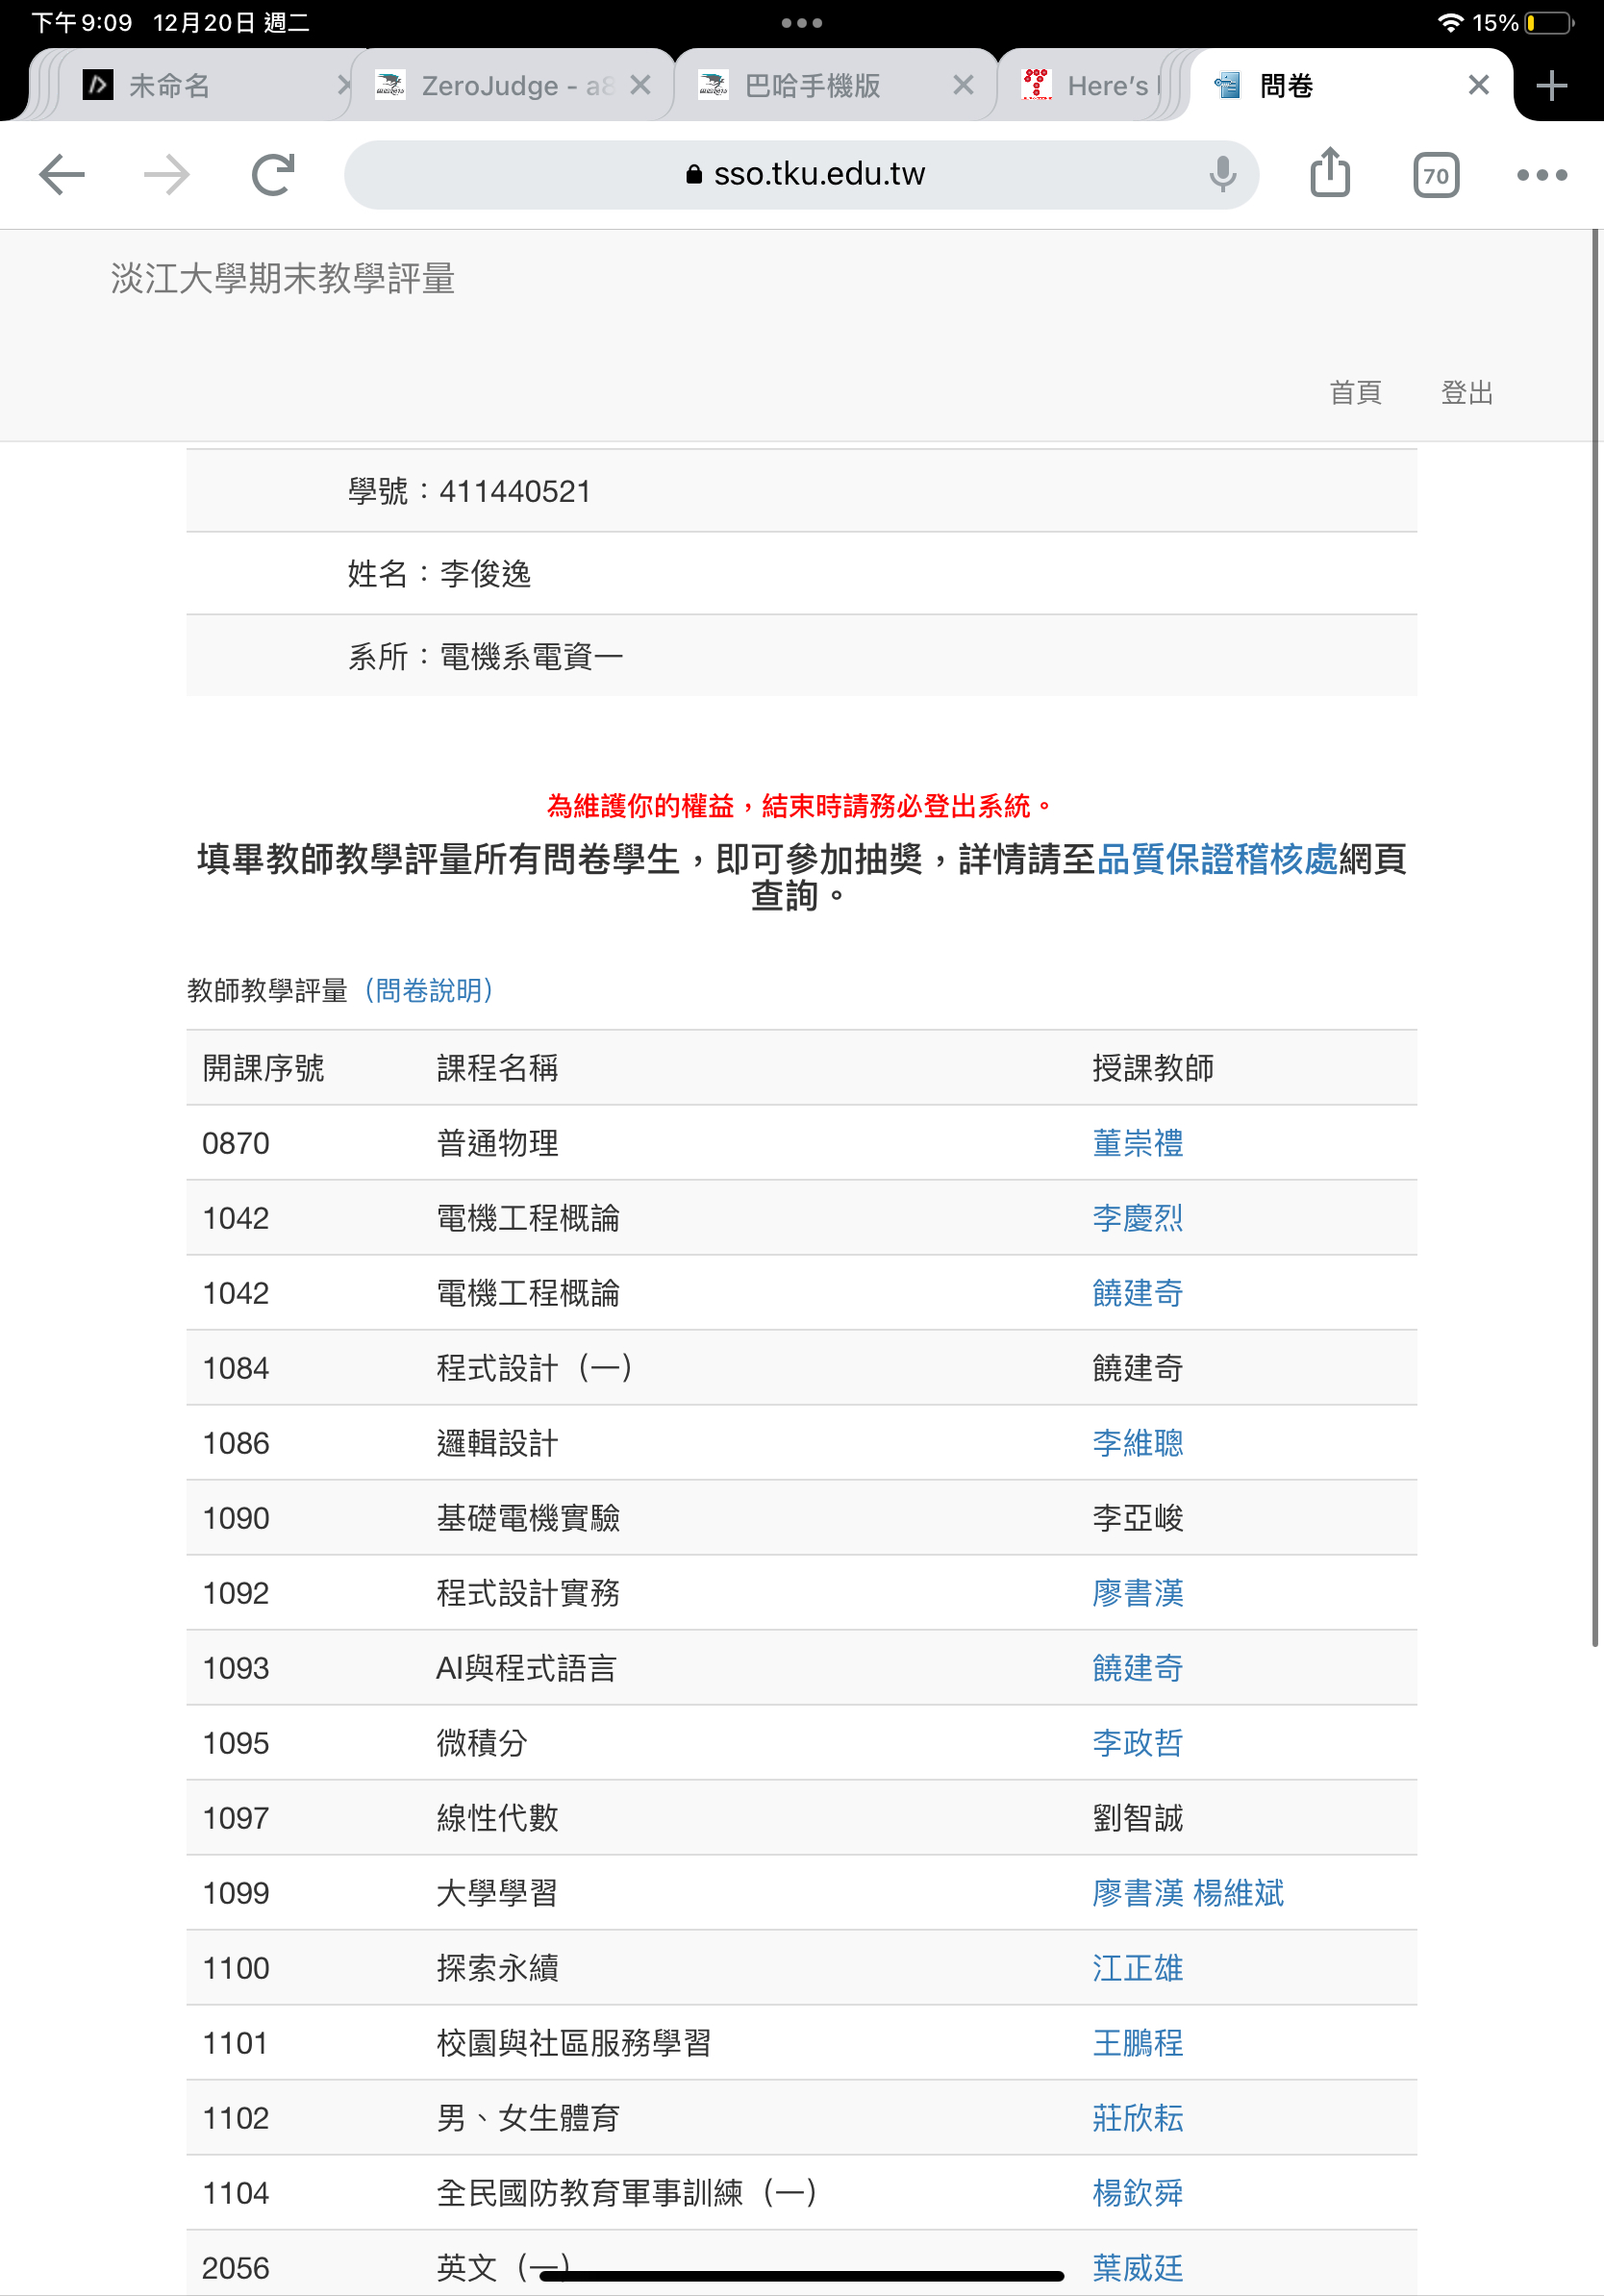 下午9:09 12月20日 週二
15%
未命名
ZeroJudge - a8
巴哈手機版
Here's
問卷
sso.tku.edu.tw
70
淡江大學期末教學評量
首頁 登出
學號：411440521
姓名：李俊逸
系所：電機系電資一
為維護你的權益，結束時請務必登出系統。
填畢教師教學評量所有問卷學生，即可參加抽獎，詳情請至品質保證稽核處網頁
查詢。
教師教學評量（問卷說明）
開課序號 課程名稱 授課教師
0870 普通物理 董崇禮
1042 電機工程概論 李慶烈
1042 電機工程概論 饒建奇
1084 程式設計（一） 饒建奇
1086 邏輯設計 李維聰
1090 基礎電機實驗 李亞峻
1092 程式設計實務 廖書漢
1093 AI與程式語言 饒建奇
1095 微積分 李政哲
1097 線性代數 劉智誠
1099 大學學習 廖書漢 楊維斌
1100 探索永續 江正雄
1101 校園與社區服務學習 王鵬程
1102 男、女生體育 莊欣耘
1104 全民國防教育軍事訓練（一） 楊欽舜
2056 英文（一） 葉威廷